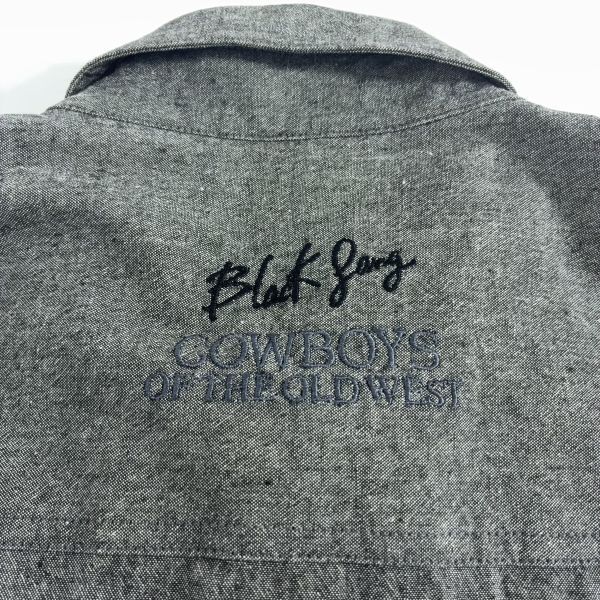 Black Gang
COWBOYS
OF THE OLD WEST